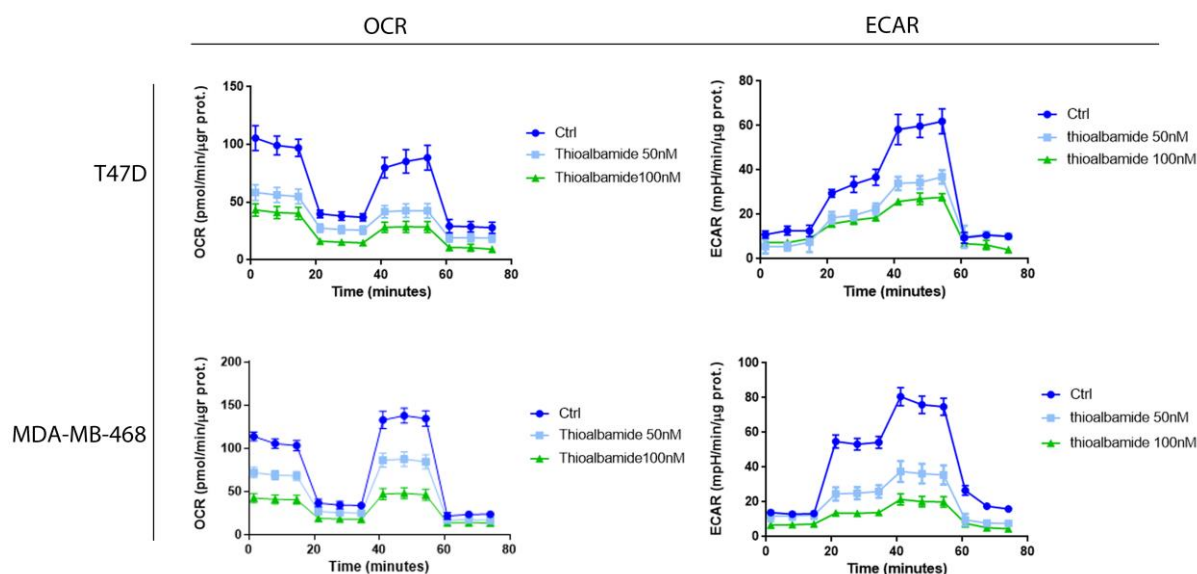 OCR
ECAR
T47D
OCR (pmol/min/µgr prot.)
150
100
50
0
0 20 40 60 80
Time (minutes)
Ctrl
Thioalbamide 50nM
Thioalbamide100nM
ECAR (mpH/min/µg prot.)
80
60
40
20
0
0 20 40 60 80
Time (minutes)
Ctrl
thioalbamide 50nM
thioalbamide 100nM
MDA-MB-468
OCR (pmol/min/µgr prot.)
200
150
100
50
0
0 20 40 60 80
Time (minutes)
Ctrl
Thioalbamide 50nM
Thioalbamide100nM
ECAR (mpH/min/µg prot.)
100
80
60
40
20
0
0 20 40 60 80
Time (minutes)
Ctrl
thioalbamide 50nM
thioalbamide 100nM